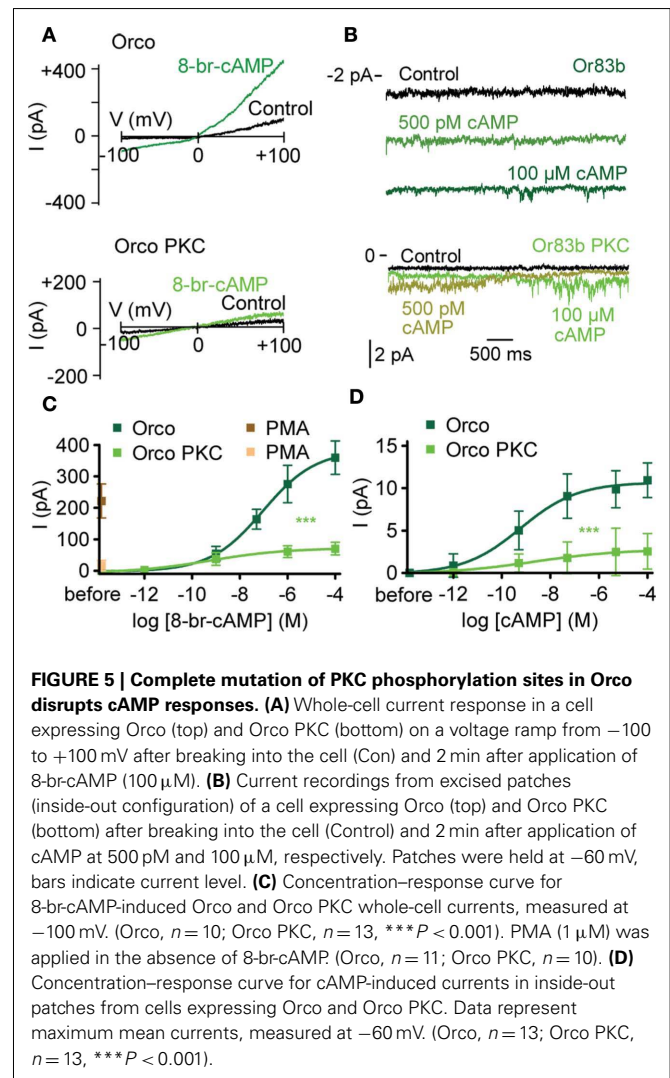 A
Orco
+400
8-br-cAMP
Control
V (mV)
I (pA)
0
-100
0
+100
-400
Orco PKC
+200
8-br-cAMP
Control
V (mV)
I (pA)
0
-100
0
+100
-200
B
-2 pA
Control
Or83b
500 pM cAMP
100 µM cAMP
0
Control
Or83b PKC
500 pM
cAMP
100 µM
cAMP
2 pA
500 ms
C
Orco
PMA
Orco PKC
PMA
400
300
200
100
0
I (pA)
***
before
-12
-10
-8
-6
-4
log [8-br-cAMP] (M)
D
Orco
Orco PKC
15
10
5
0
I (pA)
***
before
-12
-10
-8
-6
-4
log [cAMP] (M)
FIGURE 5 | Complete mutation of PKC phosphorylation sites in Orco
disrupts cAMP responses. (A) Whole-cell current response in a cell
expressing Orco (top) and Orco PKC (bottom) on a voltage ramp from −100
to +100 mV after breaking into the cell (Con) and 2 min after application of
8-br-cAMP (100 µM). (B) Current recordings from excised patches
(inside-out configuration) of a cell expressing Orco (top) and Orco PKC
(bottom) after breaking into the cell (Control) and 2 min after application of
cAMP at 500 pM and 100 µM, respectively. Patches were held at −60 mV,
bars indicate current level. (C) Concentration–response curve for
8-br-cAMP-induced Orco and Orco PKC whole-cell currents, measured at
−100 mV. (Orco, n = 10; Orco PKC, n = 13, ***P < 0.001). PMA (1 µM) was
applied in the absence of 8-br-cAMP. (Orco, n = 11; Orco PKC, n = 10). (D)
Concentration–response curve for cAMP-induced currents in inside-out
patches from cells expressing Orco and Orco PKC. Data represent
maximum mean currents, measured at −60 mV. (Orco, n = 13; Orco PKC,
n = 13, ***P < 0.001).